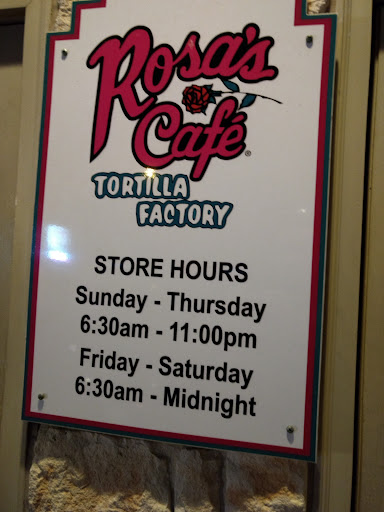 Rosa's
Café®
TORTILLA
FACTORY
STORE HOURS
Sunday - Thursday
6:30am - 11:00pm
Friday - Saturday
6:30am - Midnight